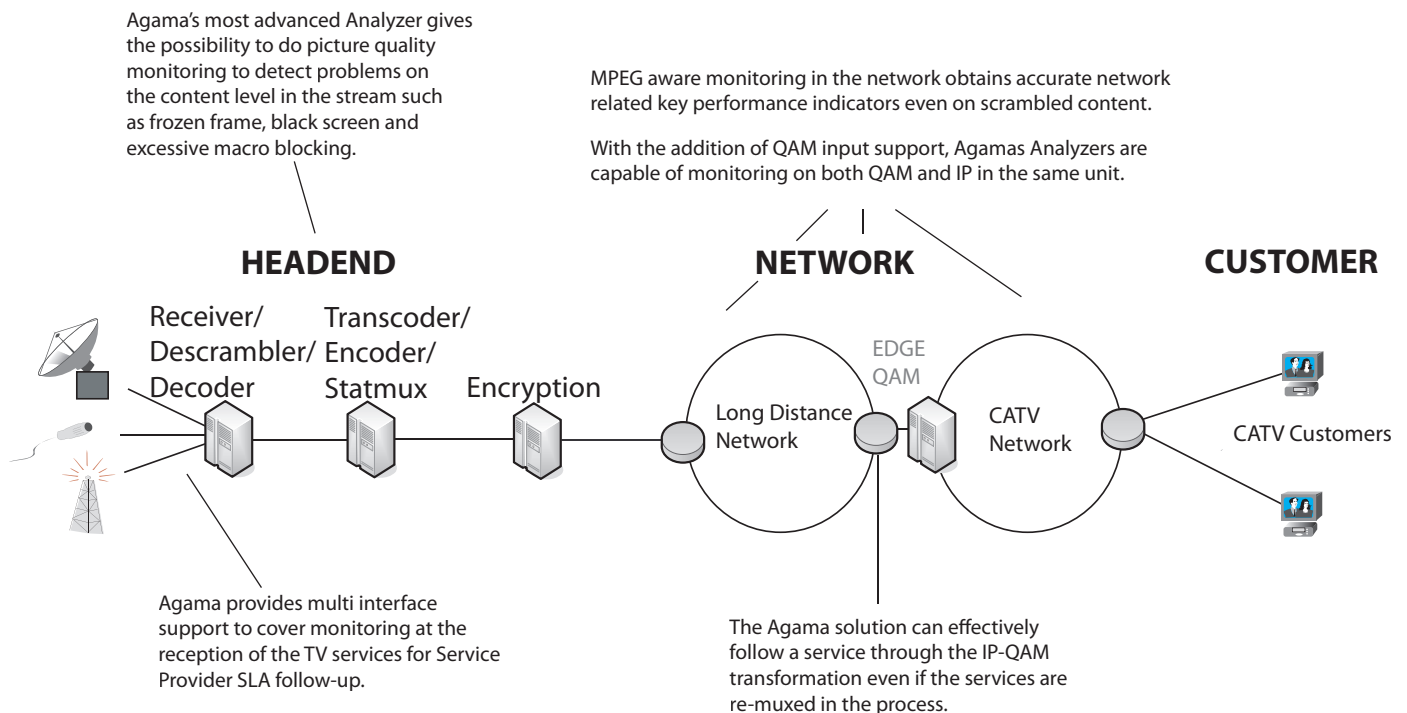 Agama's most advanced Analyzer gives
the possibility to do picture quality
monitoring to detect problems on
the content level in the stream such
as frozen frame, black screen and
excessive macro blocking.
MPEG aware monitoring in the network obtains accurate network
related key performance indicators even on scrambled content.
With the addition of QAM input support, Agamas Analyzers are
capable of monitoring on both QAM and IP in the same unit.
HEADEND
NETWORK
CUSTOMER
Receiver/
Descrambler/
Decoder
Transcoder/
Encoder/
Statmux
Encryption
Long Distance
Network
EDGE
QAM
CATV
Network
CATV Customers
Agama provides multi interface
support to cover monitoring at the
reception of the TV services for Service
Provider SLA follow-up.
The Agama solution can effectively
follow a service through the IP-QAM
transformation even if the services are
re-muxed in the process.